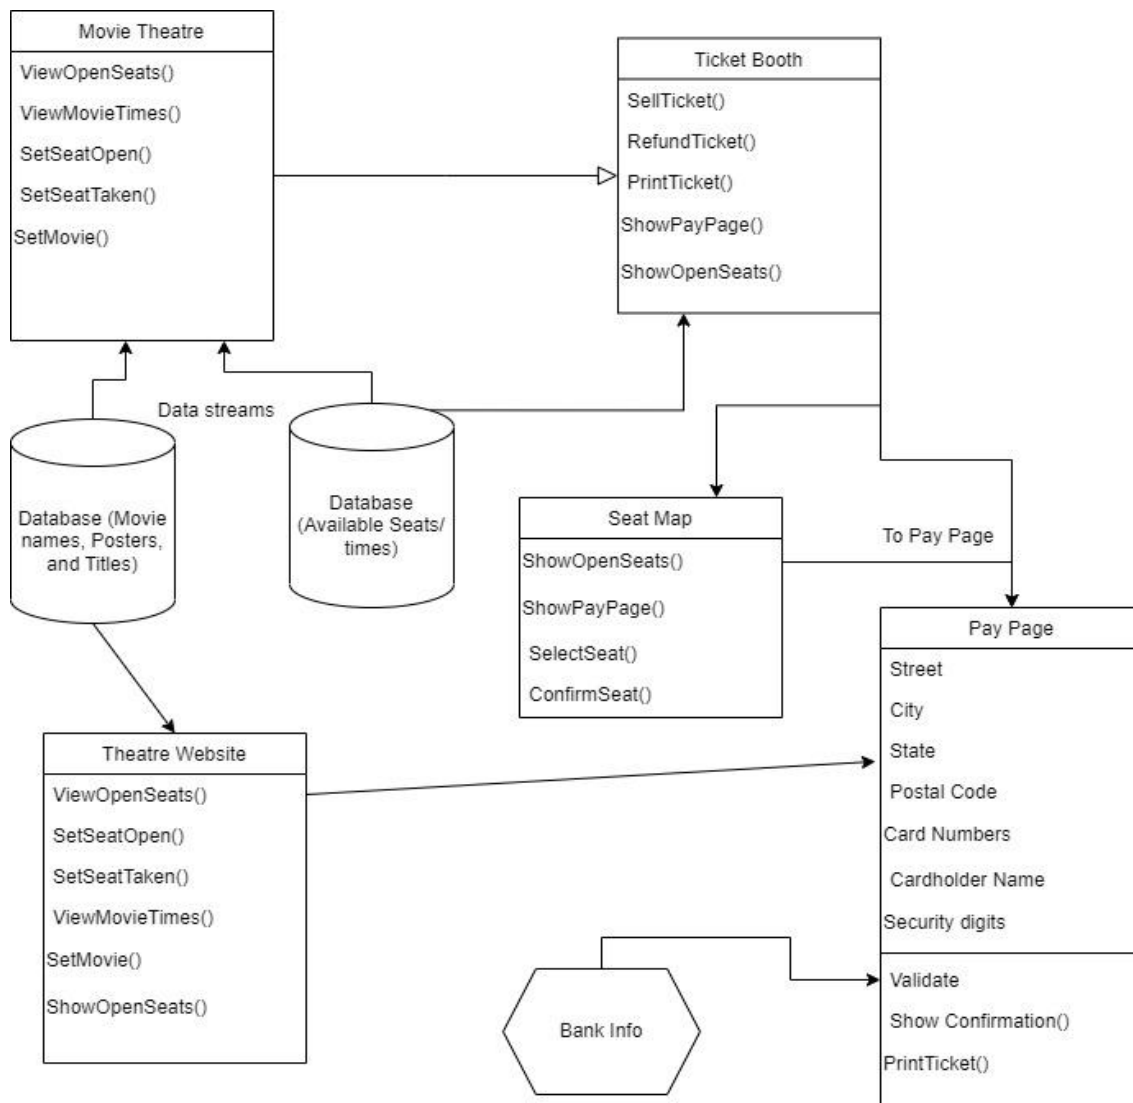 Movie Theatre
ViewOpenSeats()
ViewMovieTimes()
SetSeatOpen()
SetSeatTaken()
SetMovie()
Ticket Booth
SellTicket()
RefundTicket()
PrintTicket()
ShowPayPage()
ShowOpenSeats()
Data streams
Database (Movie
names, Posters,
and Titles)
Database
(Available Seats/
times)
Seat Map
ShowOpenSeats()
ShowPayPage()
SelectSeat()
ConfirmSeat()
To Pay Page
Pay Page
Street
City
State
Postal Code
Card Numbers
Cardholder Name
Security digits
Validate
Show Confirmation()
PrintTicket()
Theatre Website
ViewOpenSeats()
SetSeatOpen()
SetSeatTaken()
ViewMovieTimes()
SetMovie()
ShowOpenSeats()
Bank Info